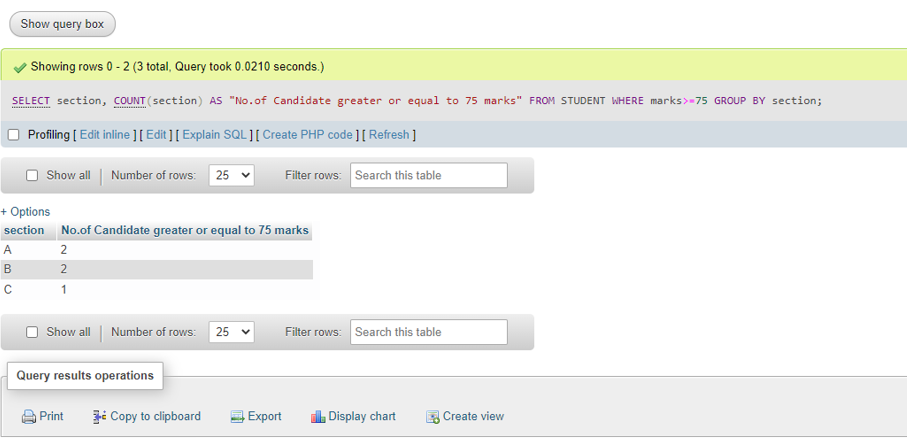 Show query box
Showing rows 0 - 2 (3 total, Query took 0.0210 seconds.)
SELECT section, COUNT(section) AS "No.of Candidate greater or equal to 75 marks" FROM STUDENT WHERE marks>=75 GROUP BY section;
Profiling [ Edit inline ] [ Edit ] [ Explain SQL ] [ Create PHP code ] [ Refresh ]
Show all | Number of rows: 25 Filter rows: Search this table
+ Options
section No.of Candidate greater or equal to 75 marks
A 2
B 2
C 1
Show all | Number of rows: 25 Filter rows: Search this table
Query results operations
Print Copy to clipboard Export Display chart Create view